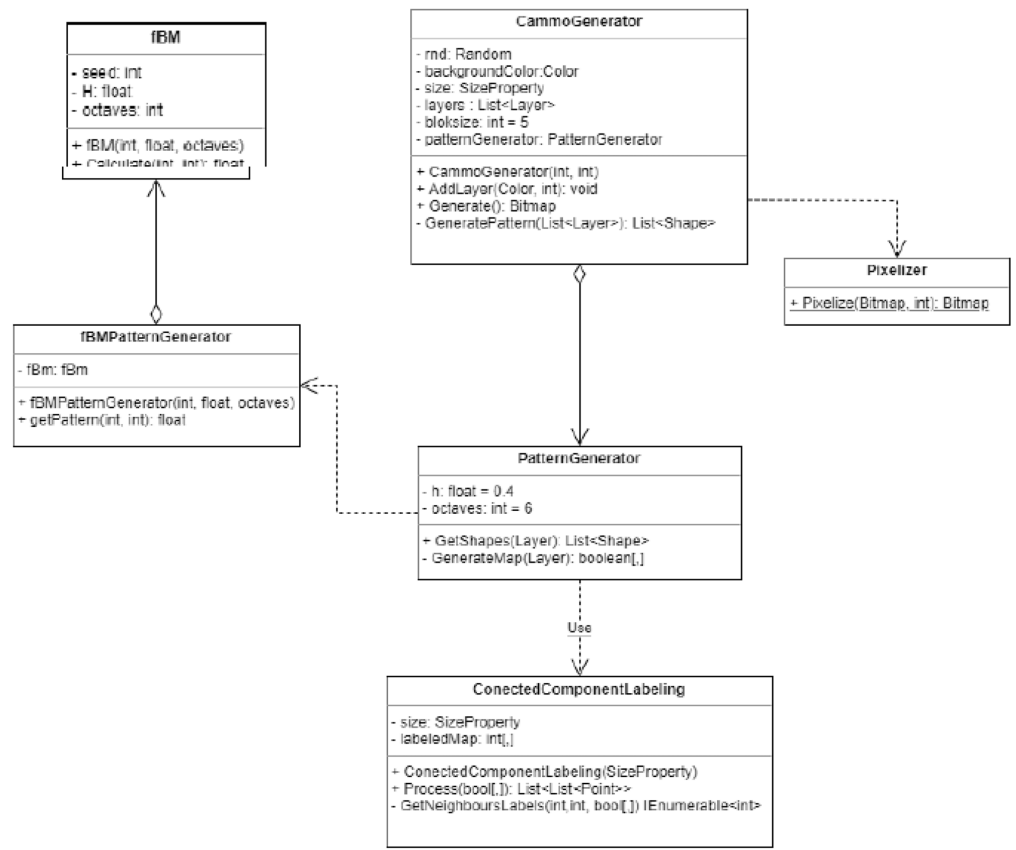 fBM
- seed: int
- H: float
- octaves: int
+ fBM(int, float, octaves)
+ Calculate(int, int): float
CammoGenerator
- rnd: Random
- backgroundColor:Color
- size: SizeProperty
- layers : List<Layer>
- bloksize: int = 5
- patternGenerator: PatternGenerator
+ CammoGenerator(int, int)
+ AddLayer(Color, int): void
+ Generate(): Bitmap
- GeneratePattern(List<Layer>): List<Shape>
Pixelizer
+ Pixelize(Bitmap, int): Bitmap
fBMPatternGenerator
- fBm: fBm
+ fBMPatternGenerator(int, float, octaves)
+ getPattern(int, int): float
PatternGenerator
- h: float = 0.4
- octaves: int = 6
+ GetShapes(Layer): List<Shape>
- GenerateMap(Layer): boolean[,]
Use
ConectedComponentLabeling
- size: SizeProperty
- labeledMap: int[,]
+ ConectedComponentLabeling(SizeProperty)
+ Process(bool[,]): List<List<Point>>
- GetNeighboursLabels(int,int, bool[,]) IEnumerable<int>